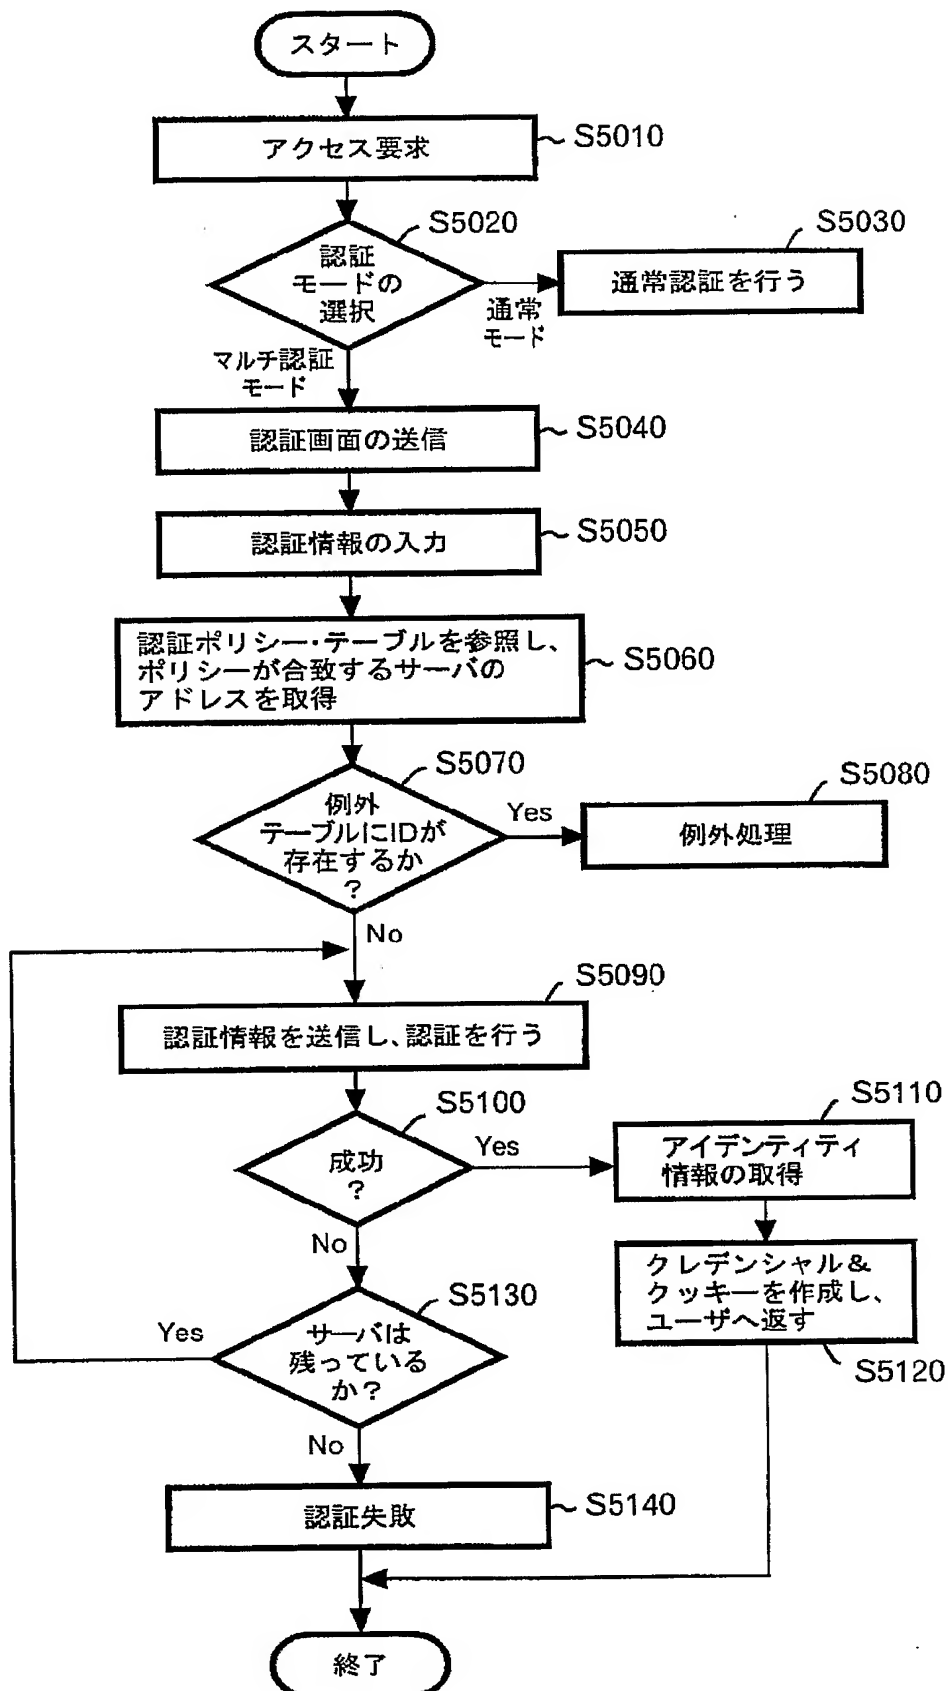 スタート
アクセス要求
S5010
S5020
認証
モードの
選択
通常
モード
S5030
通常認証を行う
マルチ認証
モード
認証画面の送信
S5040
認証情報の入力
S5050
認証ポリシー・テーブルを参照し、
ポリシーが合致するサーバの
アドレスを取得
S5060
S5070
例外
テーブルにIDが
存在するか
?
Yes
S5080
例外処理
No
S5090
認証情報を送信し、認証を行う
S5100
成功
?
Yes
S5110
アイデンティティ
情報の取得
No
クレデンシャル&
クッキーを作成し、
ユーザへ返す
S5120
S5130
サーバは
残っている
か?
Yes
No
認証失敗
S5140
終了